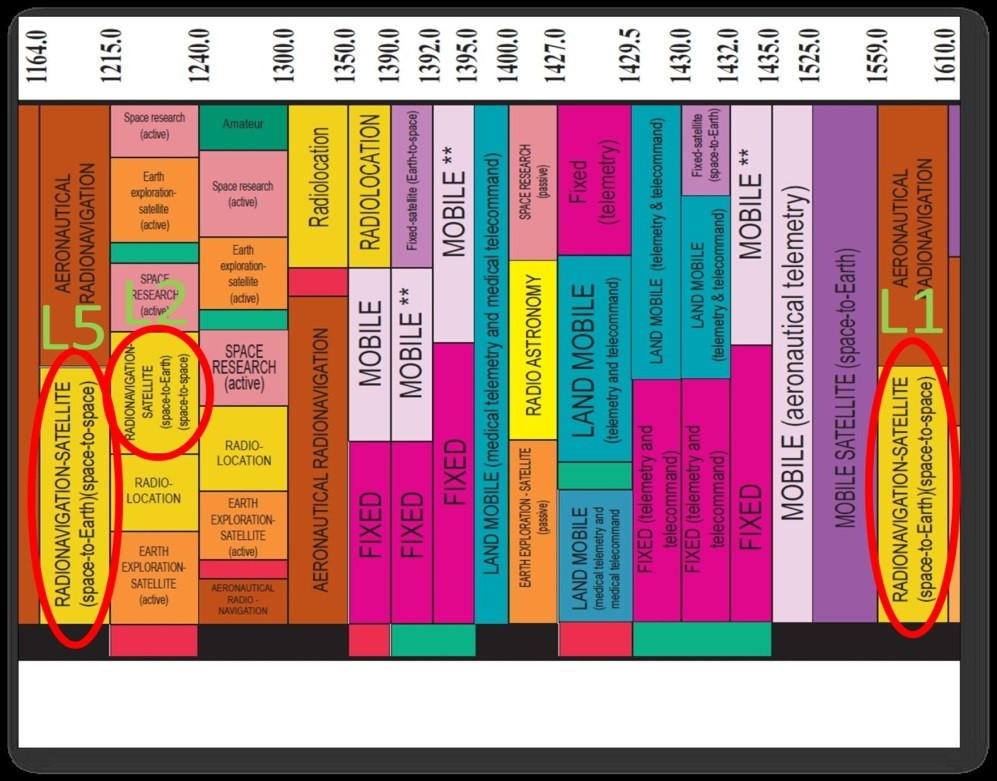 1164.0
1215.0
1240.0
1300.0
1350.0
1390.0
1392.0
1395.0
1400.0
1427.0
1429.5
1430.0
1432.0
1435.0
1525.0
1559.0
1610.0
AERONAUTICAL
RADIONAVIGATION
L5
RADIONAVIGATION-SATELLITE
(space-to-Earth)(space-to-space)
Space research
(active)
Earth
exploration-
satellite
(active)
SPACE
RESEARCH
(active)
L2
RADIONAVIGATION-
SATELLITE
(space-to-Earth)
(space-to-space)
RADIO-
LOCATION
EARTH
EXPLORATION-
SATELLITE
(active)
Amateur
Space research
(active)
Earth
exploration-
satellite
(active)
SPACE
RESEARCH
(active)
RADIO-
LOCATION
EARTH
EXPLORATION-
SATELLITE
(active)
AERONAUTICAL
RADIO -
NAVIGATION
Radiolocation
AERONAUTICAL RADIONAVIGATION
RADIOLOCATION
MOBILE
FIXED
Fixed-satellite (Earth-to-space)
MOBILE **
FIXED
MOBILE **
FIXED
LAND MOBILE (medical telemetry and medical telecommand)
SPACE RESEARCH
(passive)
RADIO ASTRONOMY
EARTH EXPLORATION - SATELLITE
(passive)
Fixed
(telemetry)
LAND MOBILE
(telemetry and telecommand)
LAND MOBILE
(medical telemetry and
medical telecommand
LAND MOBILE (telemetry & telecommand)
FIXED (telemetry and
telecommand)
Fixed-satellite
(space-to-Earth)
LAND MOBILE
(telemetry & telecommand)
FIXED (telemetry and
telecommand)
MOBILE **
FIXED
MOBILE (aeronautical telemetry)
MOBILE SATELLITE (space-to-Earth)
AERONAUTICAL
RADIONAVIGATION
L1
RADIONAVIGATION-SATELLITE
(space-to-Earth)(space-to-space)